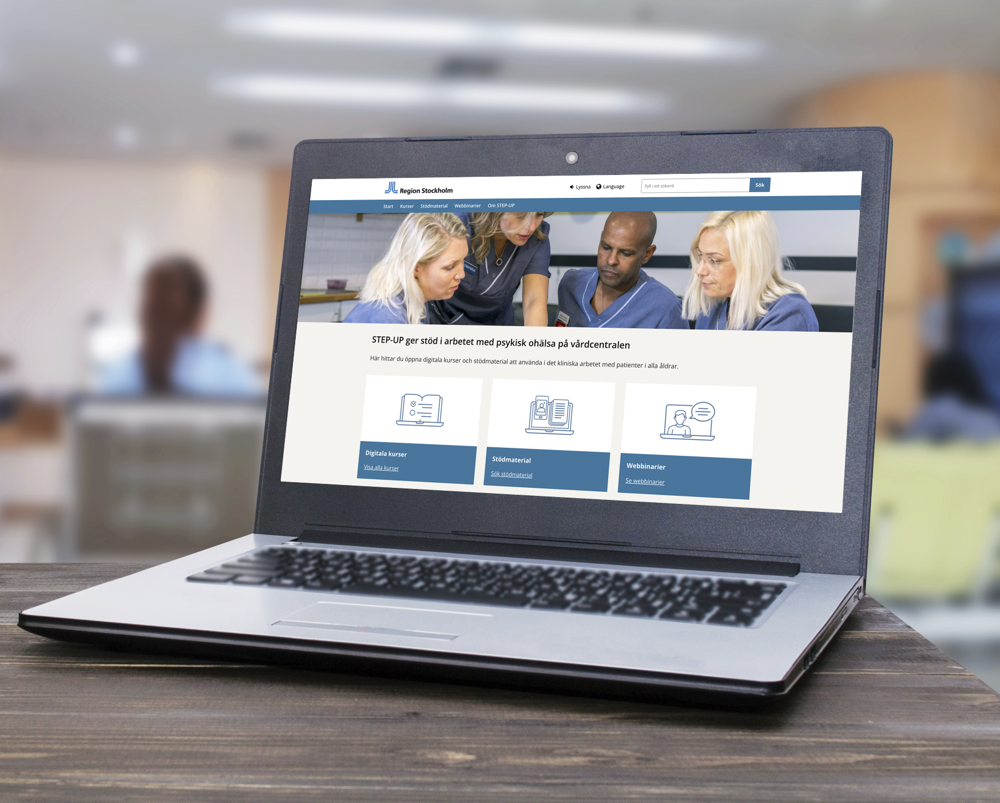 Region Stockholm
Lyssna
Language
Fyll i ett sökord
Sök
Start
Kurser
Stödmaterial
Webbinarier
Om STEP-UP
STEP-UP ger stöd i arbetet med psykisk ohälsa på vårdcentralen
Här hittar du öppna digitala kurser och stödmaterial att använda i det kliniska arbetet med patienter i alla åldrar.
Digitala kurser
Visa alla kurser
Stödmaterial
Sök stödmaterial
Webbinarier
Se webbinarier